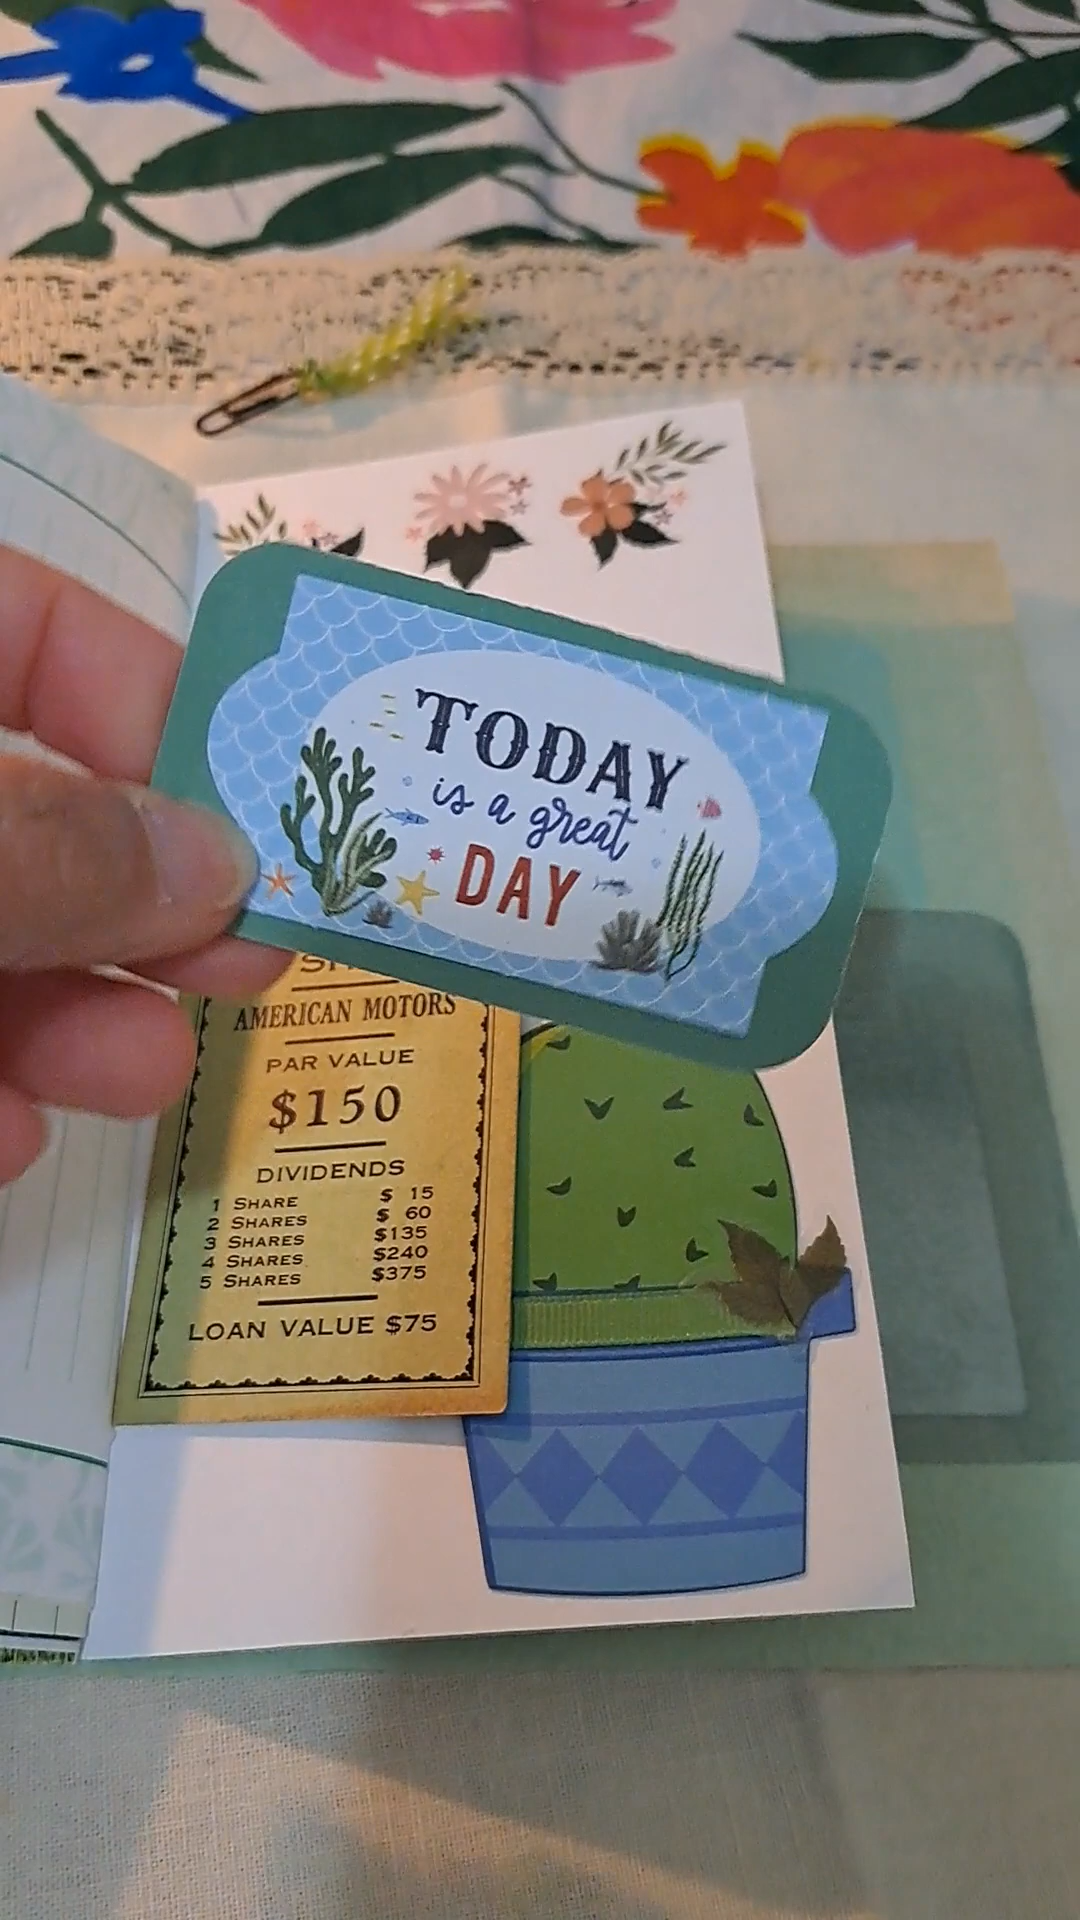 TODAY
is a great
DAY
AMERICAN MOTORS
PAR VALUE
$150
DIVIDENDS
1 SHARE $ 15
2 SHARES $ 60
3 SHARES $135
4 SHARES $240
5 SHARES $375
LOAN VALUE $75